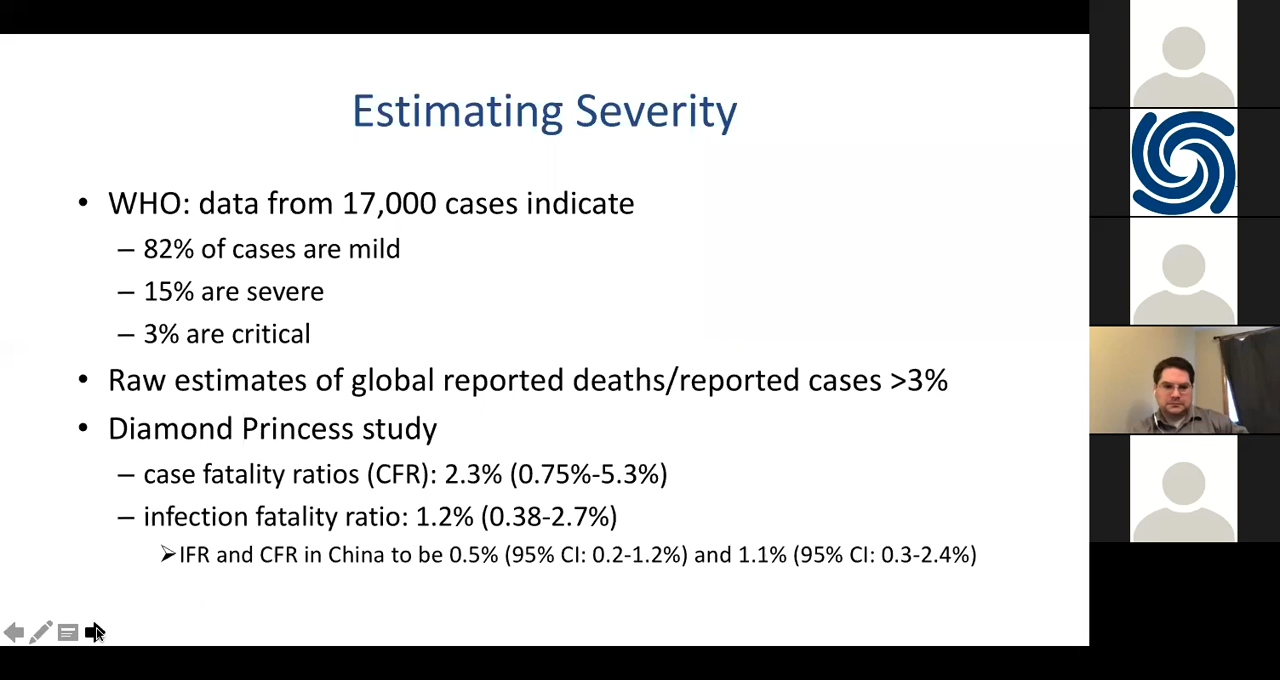 Estimating Severity
• WHO: data from 17,000 cases indicate
– 82% of cases are mild
– 15% are severe
– 3% are critical
• Raw estimates of global reported deaths/reported cases >3%
• Diamond Princess study
– case fatality ratios (CFR): 2.3% (0.75%-5.3%)
– infection fatality ratio: 1.2% (0.38-2.7%)
➢IFR and CFR in China to be 0.5% (95% CI: 0.2-1.2%) and 1.1% (95% CI: 0.3-2.4%)